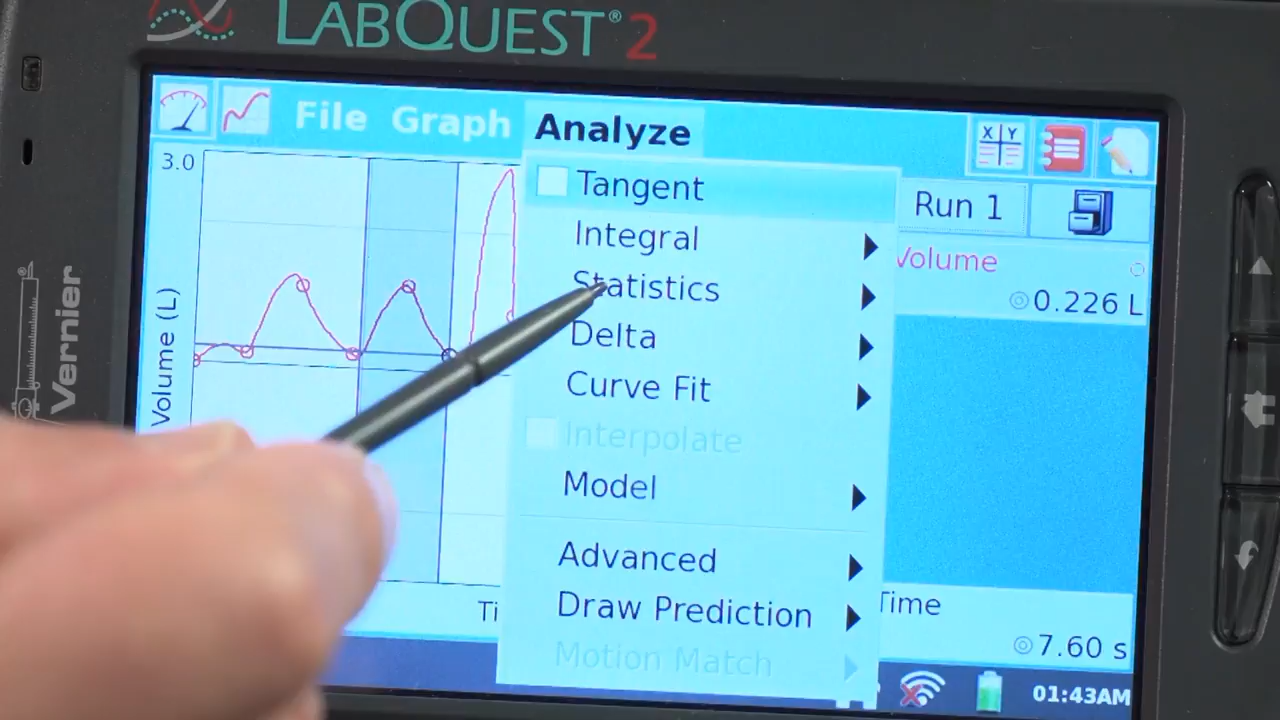 LABQUEST® 2
File Graph Analyze
3.0
Volume (L)
Tangent
Integral
Statistics
Delta
Curve Fit
Interpolate
Model
Advanced
Draw Prediction
Motion Match
X Y
Run 1
Volume
0.226 L
Time
7.60 s
01:43AM
Vernier